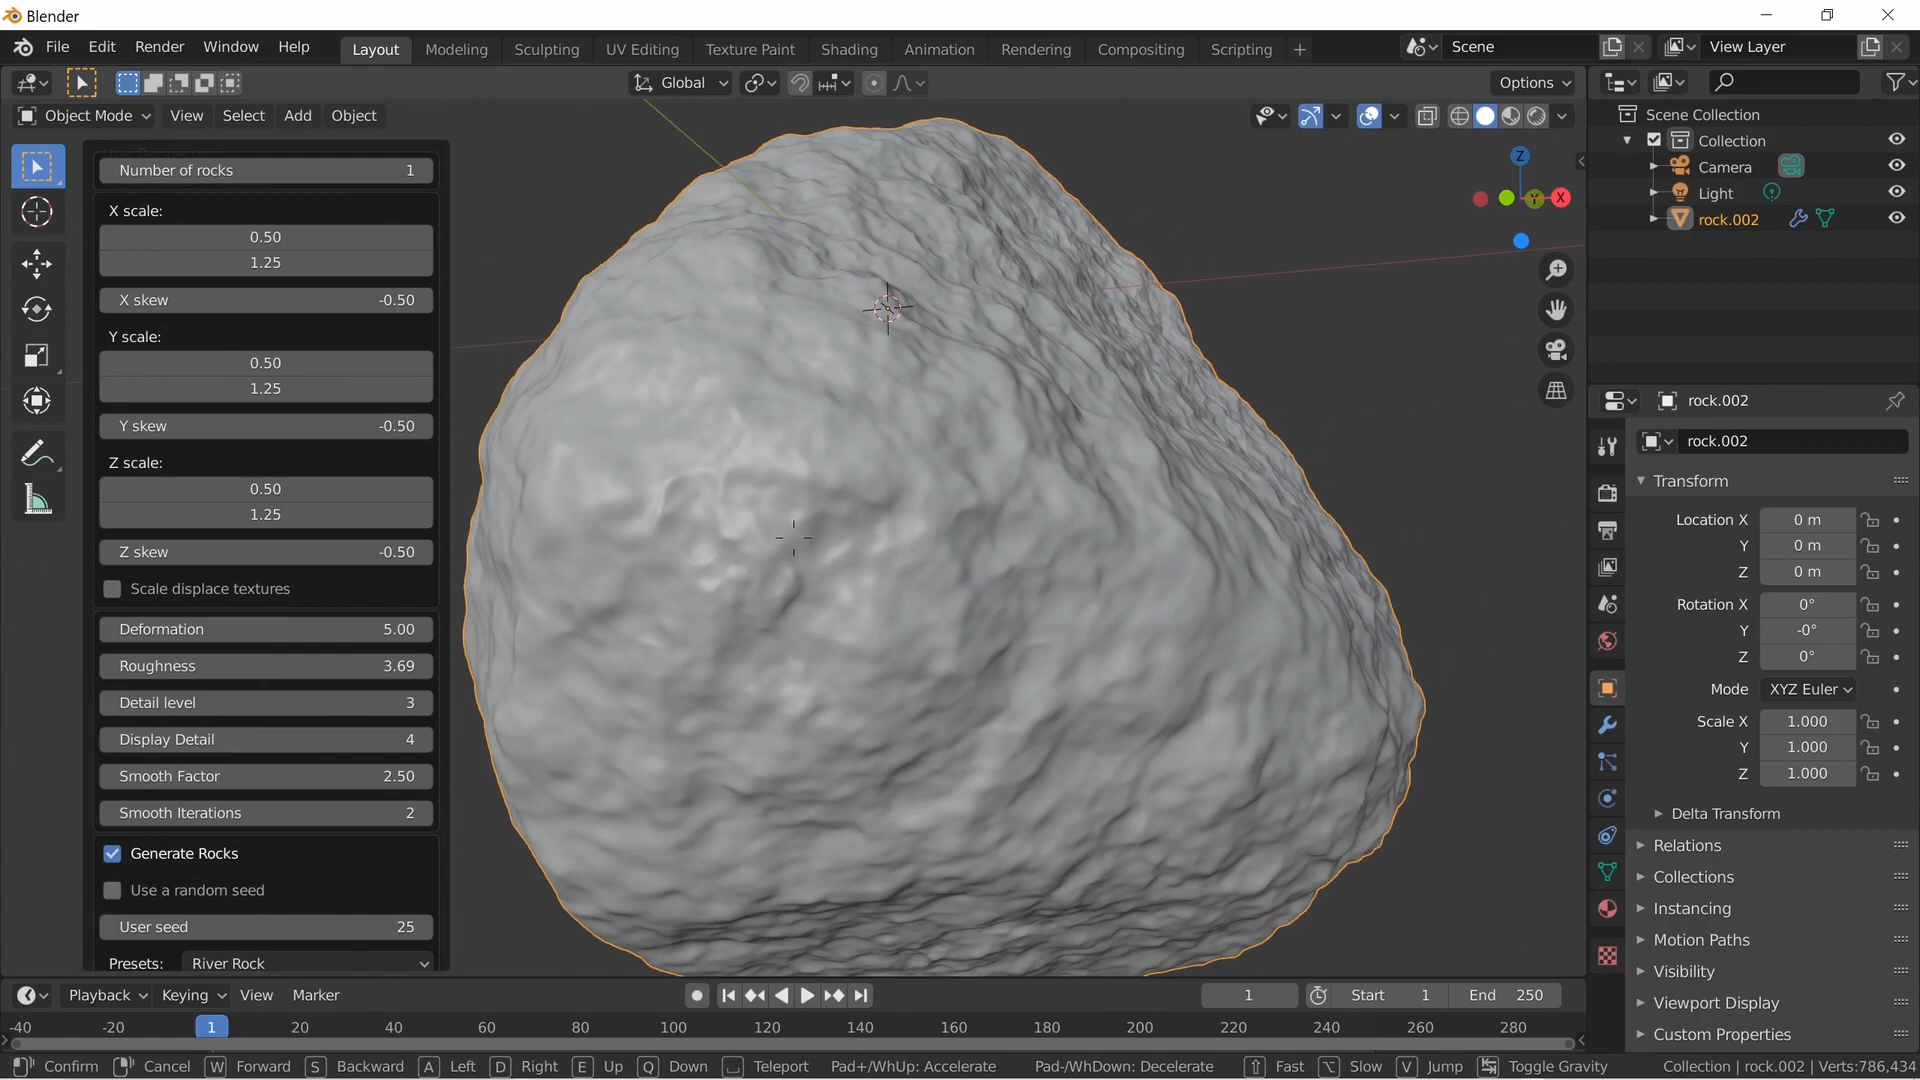 Blender
File Edit Render Window Help Layout Modeling Sculpting UV Editing Texture Paint Shading Animation Rendering Compositing Scripting + Scene View Layer
Global Options
Object Mode View Select Add Object
Scene Collection
Collection
Camera
Light
rock.002
Z
Y X
Number of rocks 1
X scale:
0.50
1.25
X skew -0.50
Y scale:
0.50
1.25
Y skew -0.50
Z scale:
0.50
1.25
Z skew -0.50
Scale displace textures
Deformation 5.00
Roughness 3.69
Detail level 3
Display Detail 4
Smooth Factor 2.50
Smooth Iterations 2
Generate Rocks
Use a random seed
User seed 25
Presets: River Rock
rock.002
rock.002
Transform
Location X 0 m
Y 0 m
Z 0 m
Rotation X 0°
Y -0°
Z 0°
Mode XYZ Euler
Scale X 1.000
Y 1.000
Z 1.000
Delta Transform
Relations
Collections
Instancing
Motion Paths
Visibility
Viewport Display
Custom Properties
Playback Keying View Marker 1 Start 1 End 250
-40 -20 1 20 40 60 80 100 120 140 160 180 200 220 240 260 280
Confirm Cancel W Forward S Backward A Left D Right E Up Q Down Teleport Pad+/WhUp: Accelerate Pad-/WhDown: Decelerate Fast Slow V Jump Toggle Gravity Collection | rock.002 | Verts:786,434